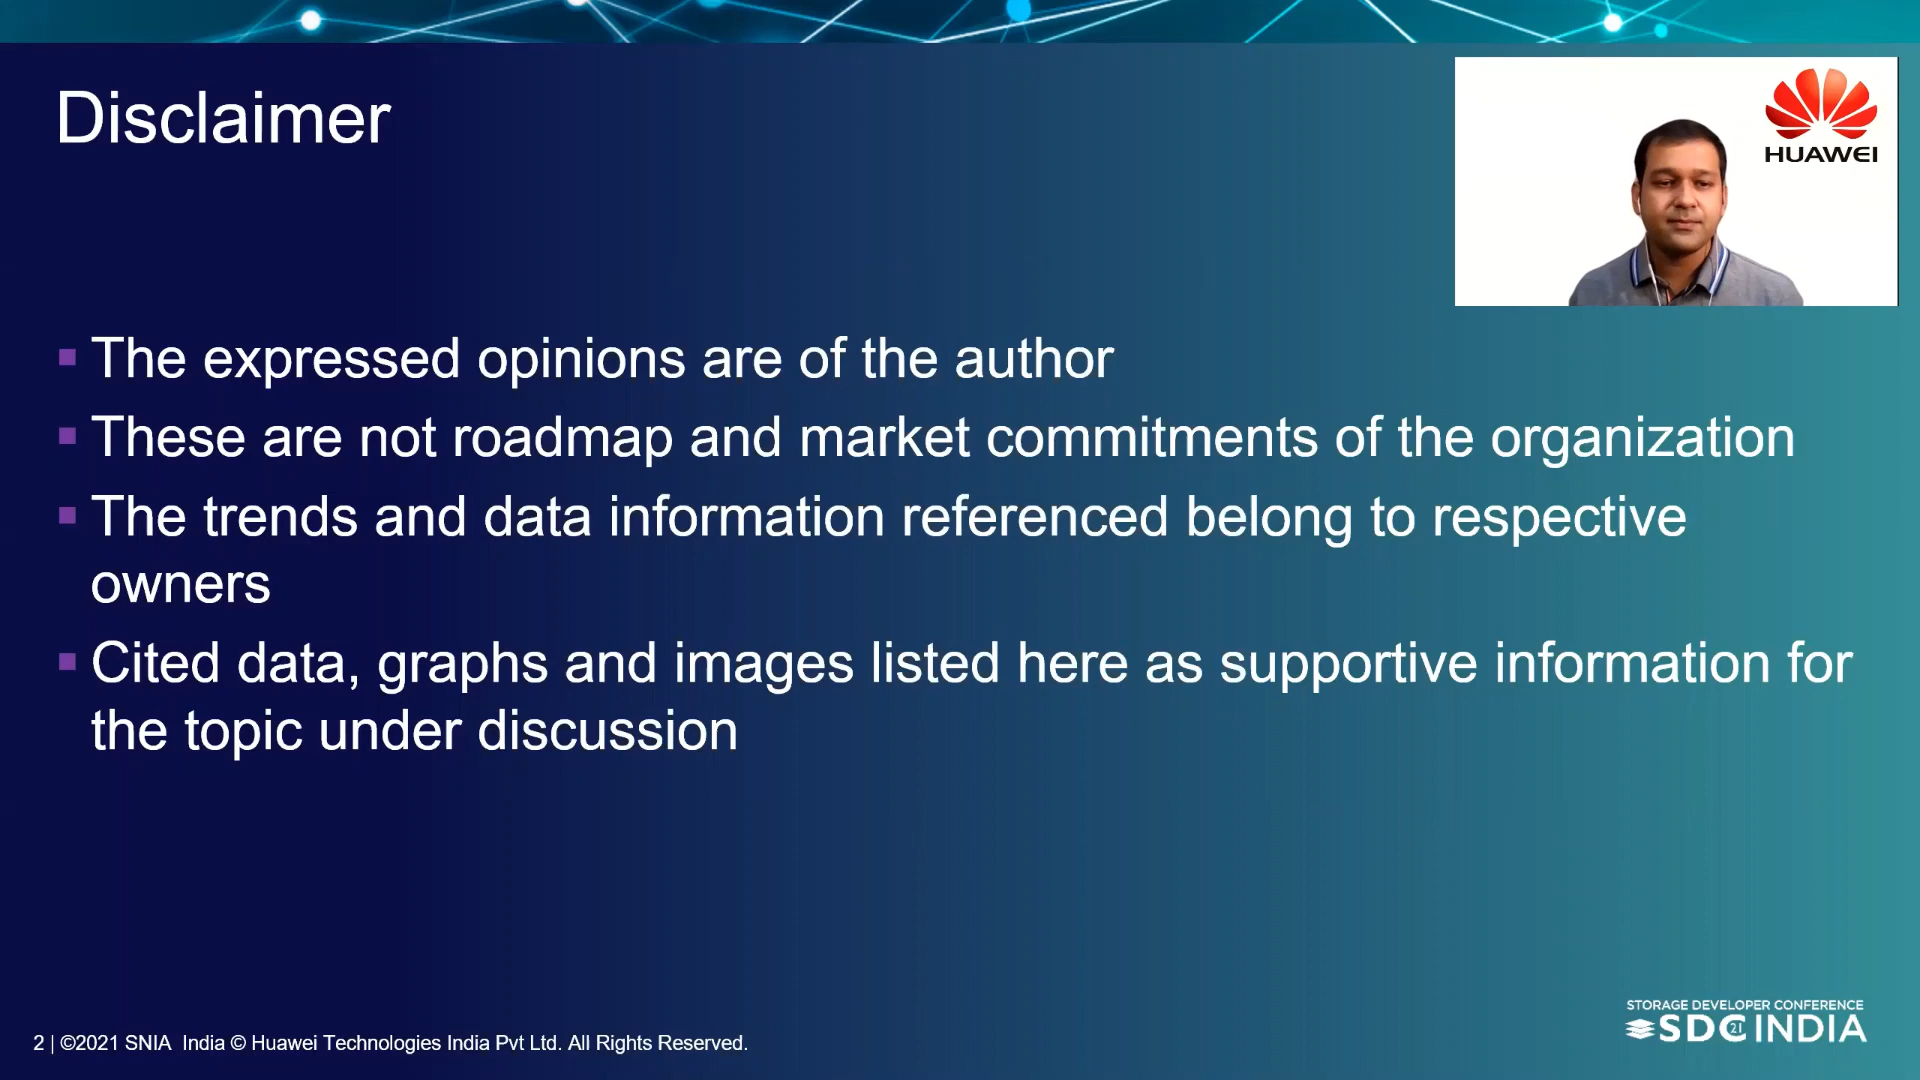 Disclaimer
HUAWEI
The expressed opinions are of the author
These are not roadmap and market commitments of the organization
The trends and data information referenced belong to respective
owners
Cited data, graphs and images listed here as supportive information for
the topic under discussion
2 | ©2021 SNIA  India © Huawei Technologies India Pvt Ltd. All Rights Reserved.
STORAGE DEVELOPER CONFERENCE
SDC 21 INDIA